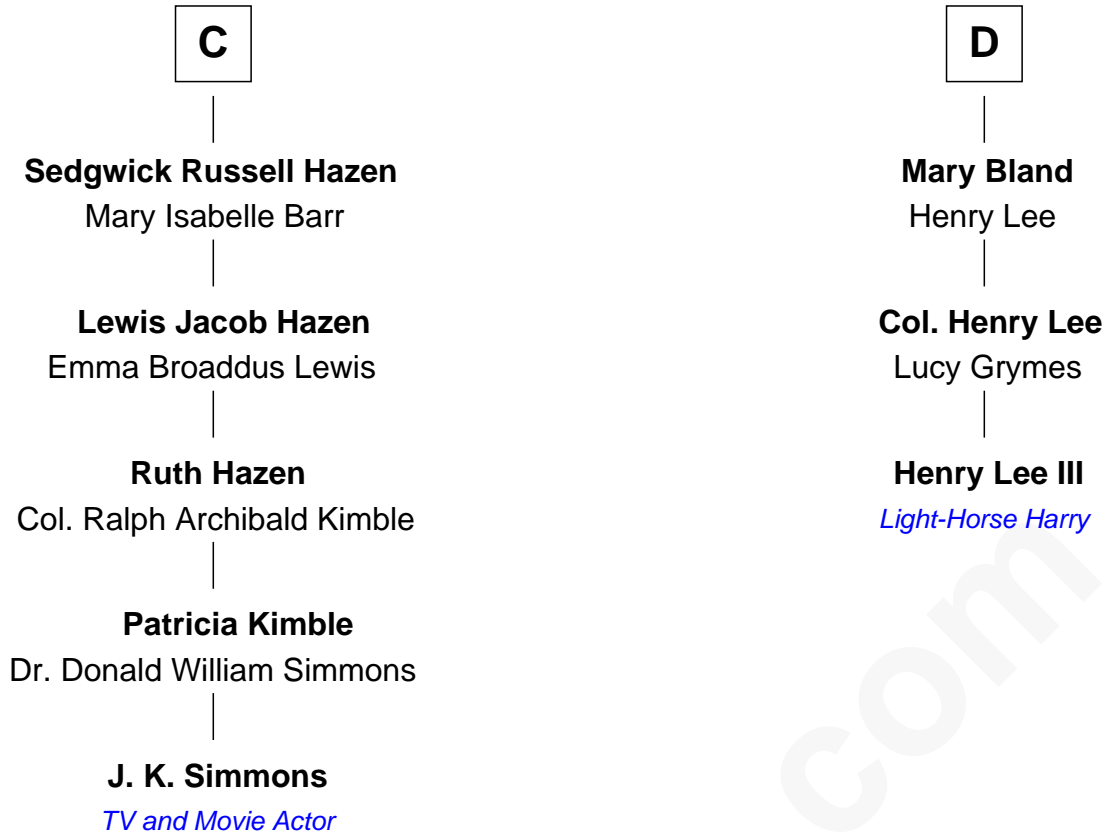 C
Sedgwick Russell Hazen
Mary Isabelle Barr
Lewis Jacob Hazen
Emma Broaddus Lewis
Ruth Hazen
Col. Ralph Archibald Kimble
Patricia Kimble
Dr. Donald William Simmons
J. K. Simmons
TV and Movie Actor
D
Mary Bland
Henry Lee
Col. Henry Lee
Lucy Grymes
Henry Lee III
Light-Horse Harry
com